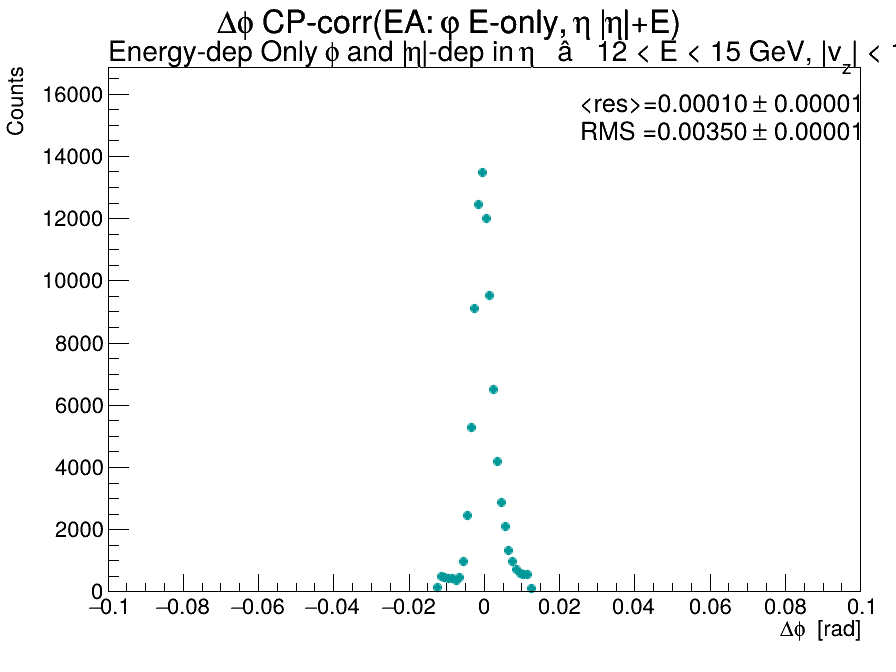 Δϕ CP-corr(EA: φ E-only, η |η|+E)
Energy-dep Only ϕ and |η|-dep in η â 12 < E < 15 GeV, |v_z| < 1
Counts
<res>=0.00010 ± 0.00001
RMS =0.00350 ± 0.00001
16000
14000
12000
10000
8000
6000
4000
2000
0
−0.1 −0.08 −0.06 −0.04 −0.02 0 0.02 0.04 0.06 0.08 0.1
Δϕ [rad]